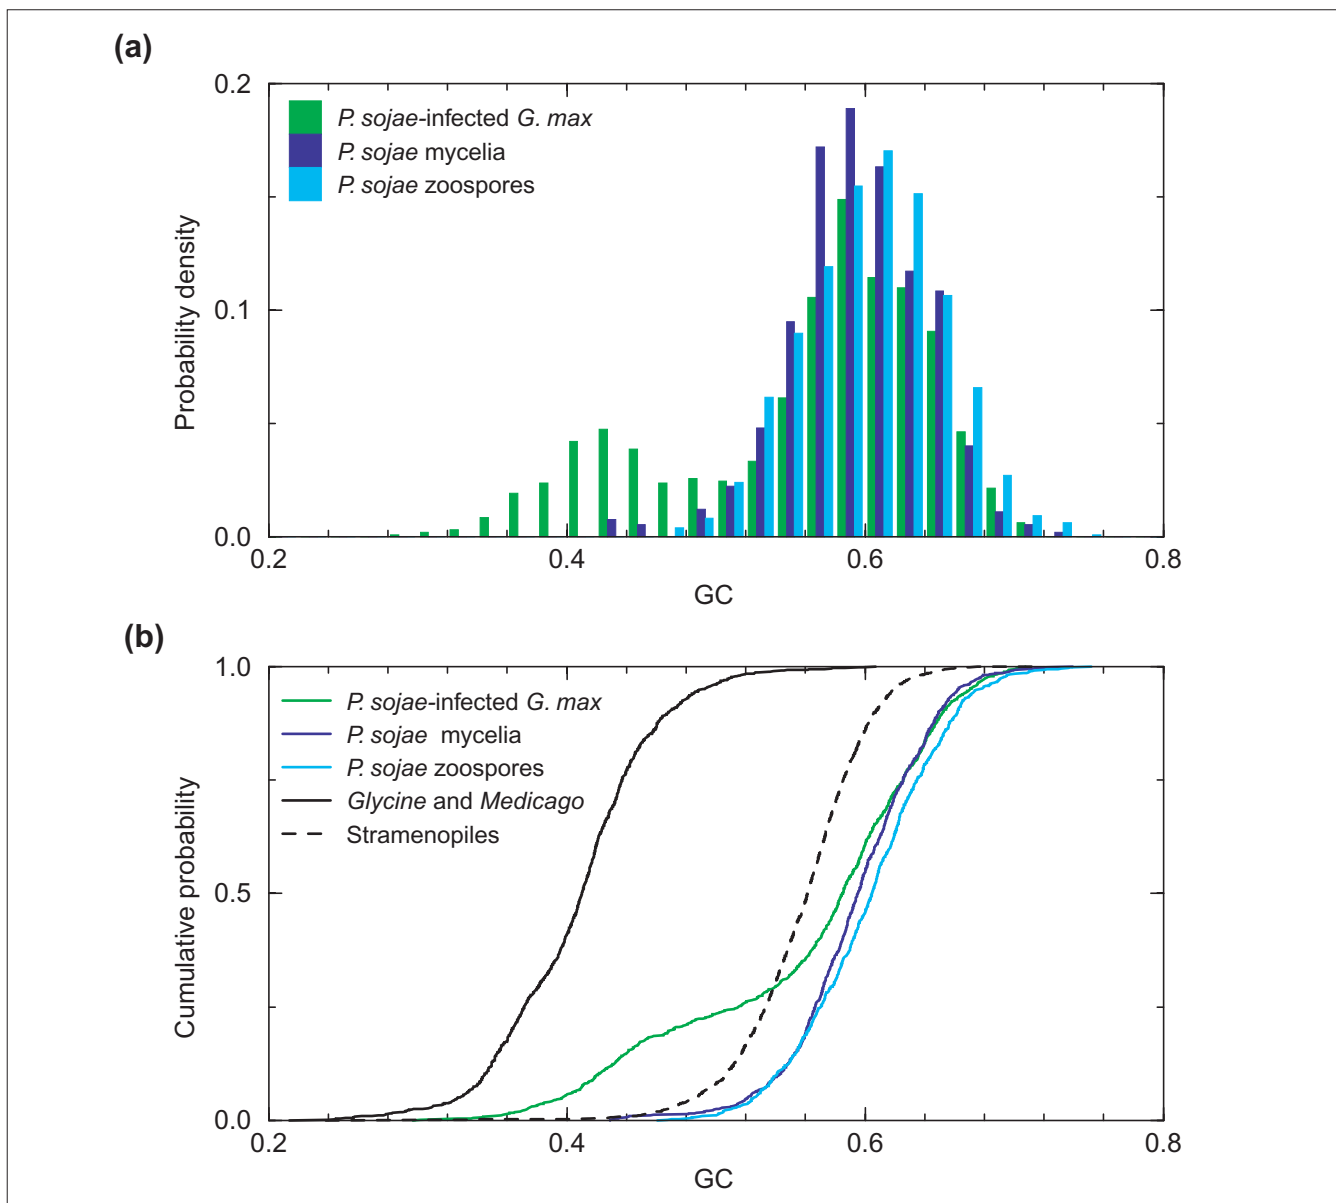 (a)
0.2
P. sojae-infected G. max
P. sojae mycelia
P. sojae zoospores
Probability density
0.1
0.0
0.2
0.4
0.6
0.8
GC
(b)
1.0
P. sojae-infected G. max
P. sojae mycelia
P. sojae zoospores
Glycine and Medicago
Stramenopiles
Cumulative probability
0.5
0.0
0.2
0.4
0.6
0.8
GC